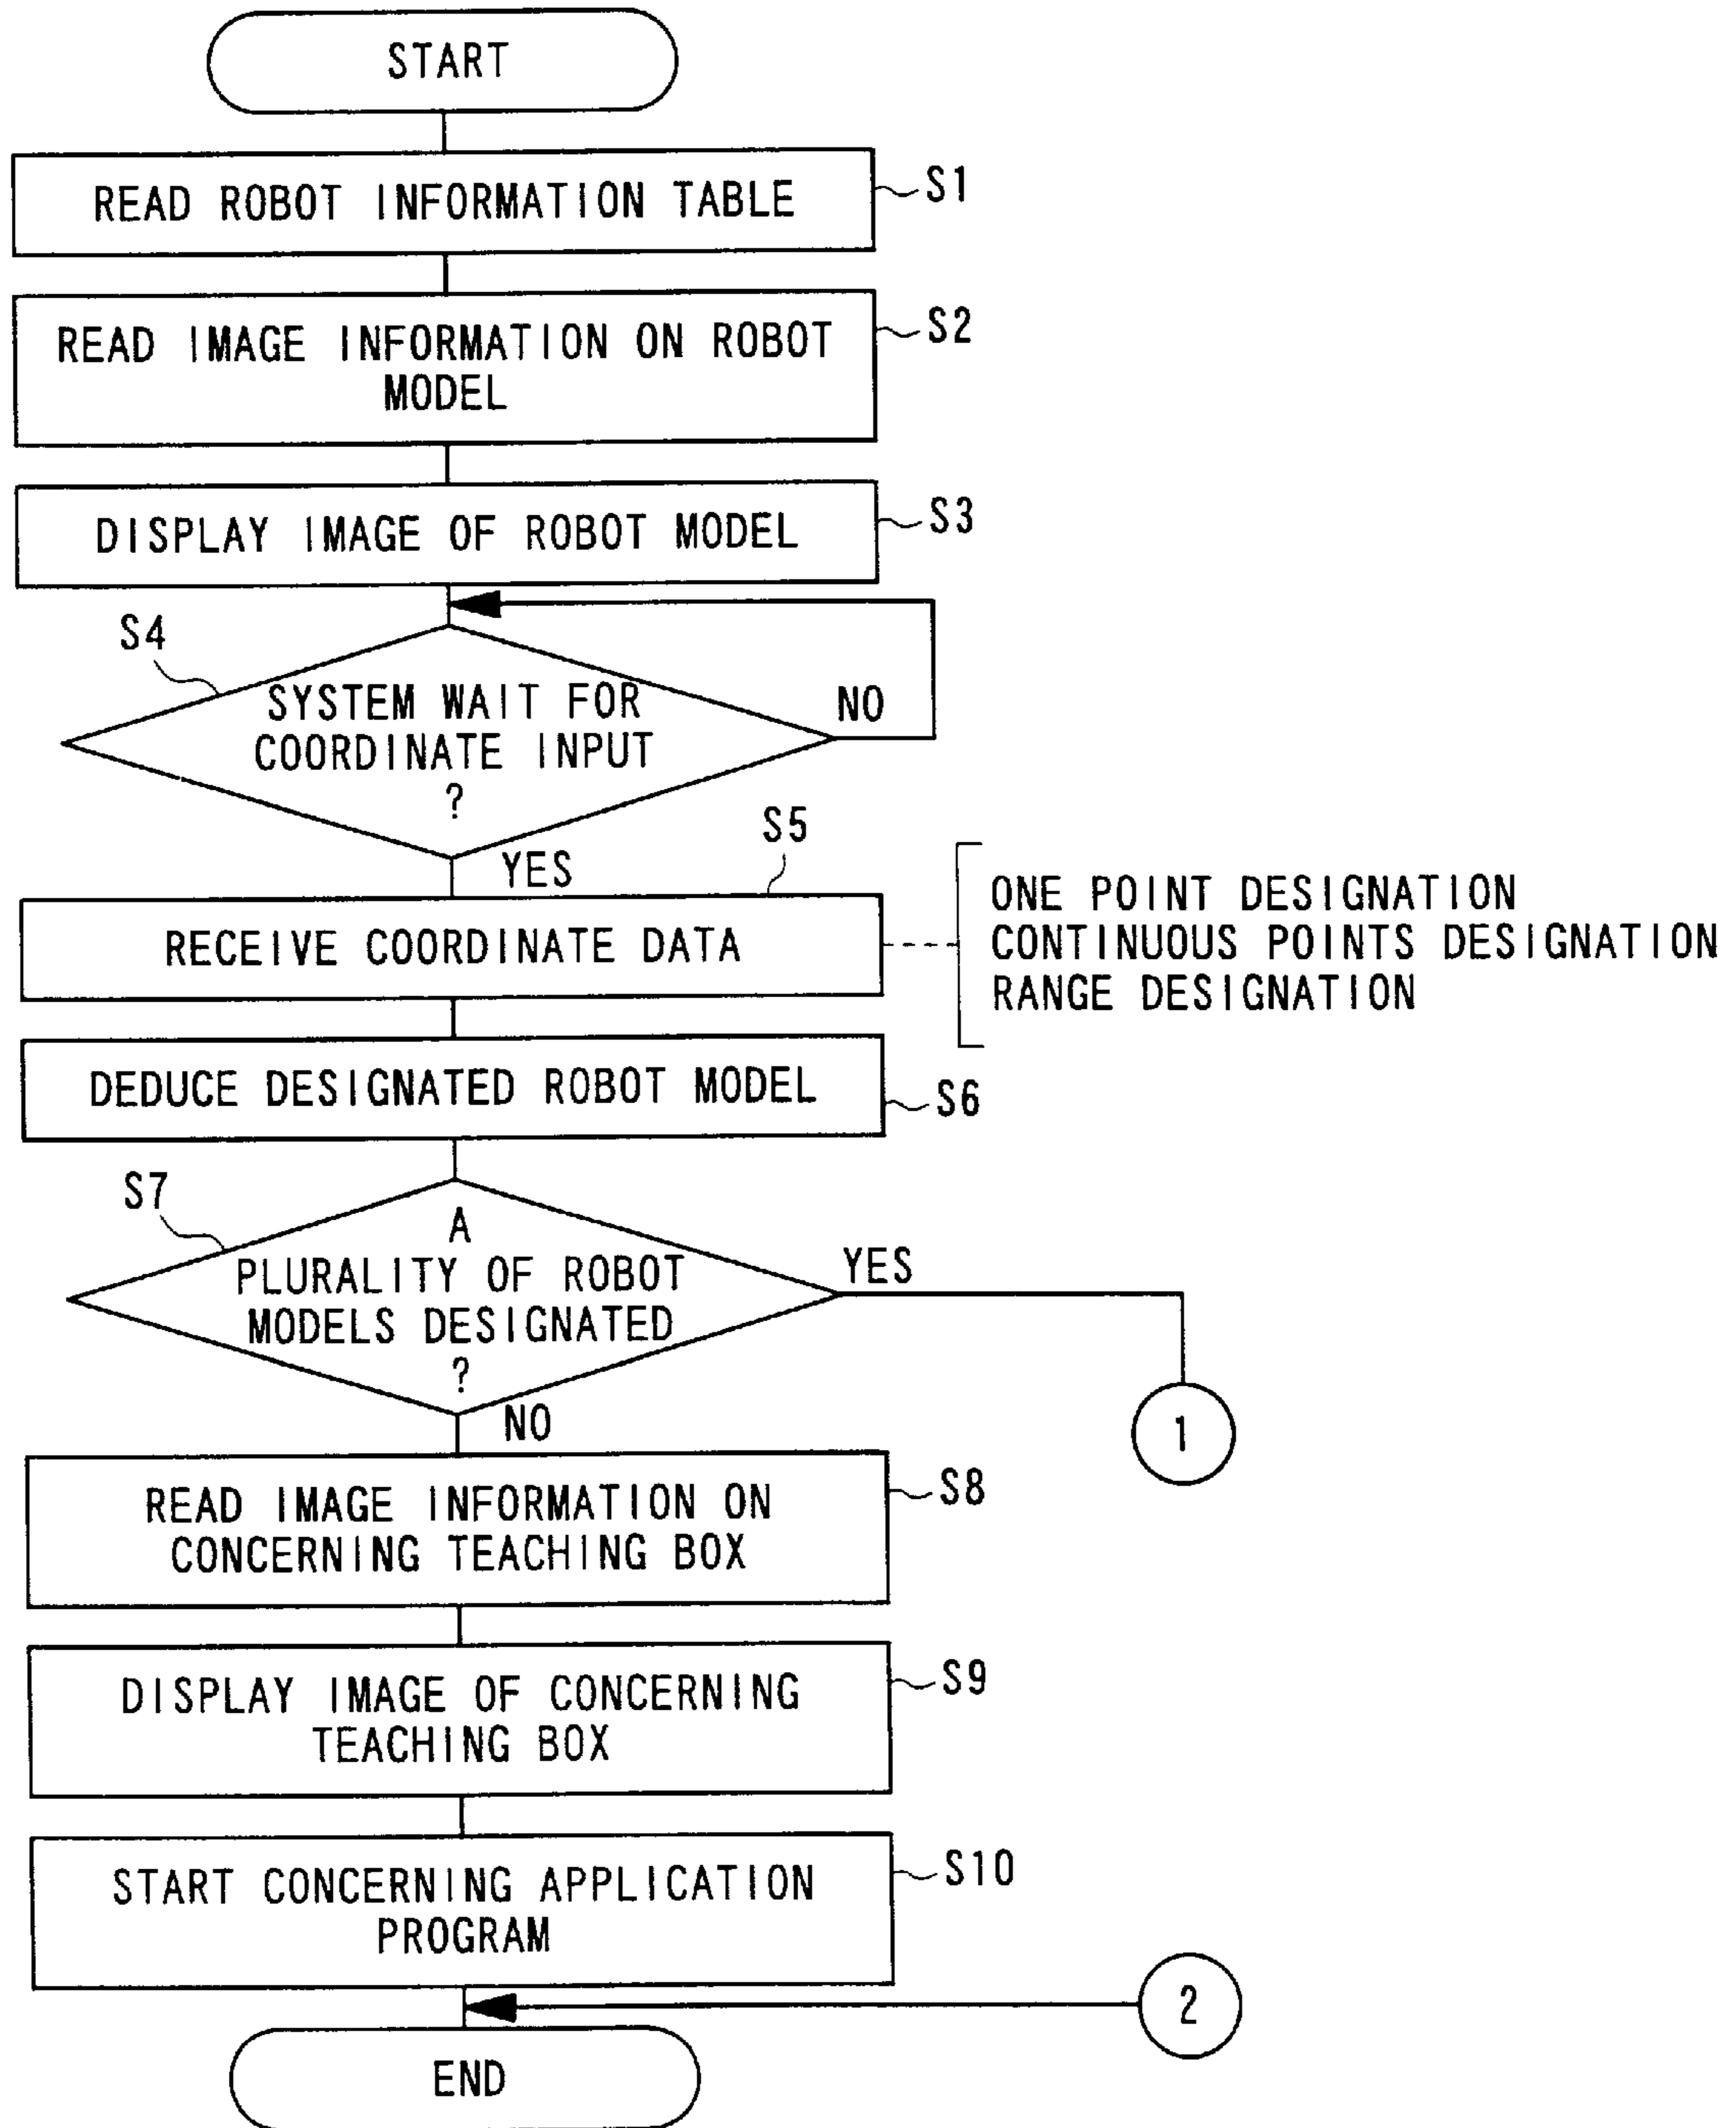 START
READ ROBOT INFORMATION TABLE
S1
READ IMAGE INFORMATION ON ROBOT
MODEL
S2
DISPLAY IMAGE OF ROBOT MODEL
S3
S4
SYSTEM WAIT FOR
COORDINATE INPUT
?
NO
YES
S5
RECEIVE COORDINATE DATA
ONE POINT DESIGNATION
CONTINUOUS POINTS DESIGNATION
RANGE DESIGNATION
DEDUCE DESIGNATED ROBOT MODEL
S6
S7
A
PLURALITY OF ROBOT
MODELS DESIGNATED
?
YES
1
NO
READ IMAGE INFORMATION ON
CONCERNING TEACHING BOX
S8
DISPLAY IMAGE OF CONCERNING
TEACHING BOX
S9
START CONCERNING APPLICATION
PROGRAM
S10
2
END